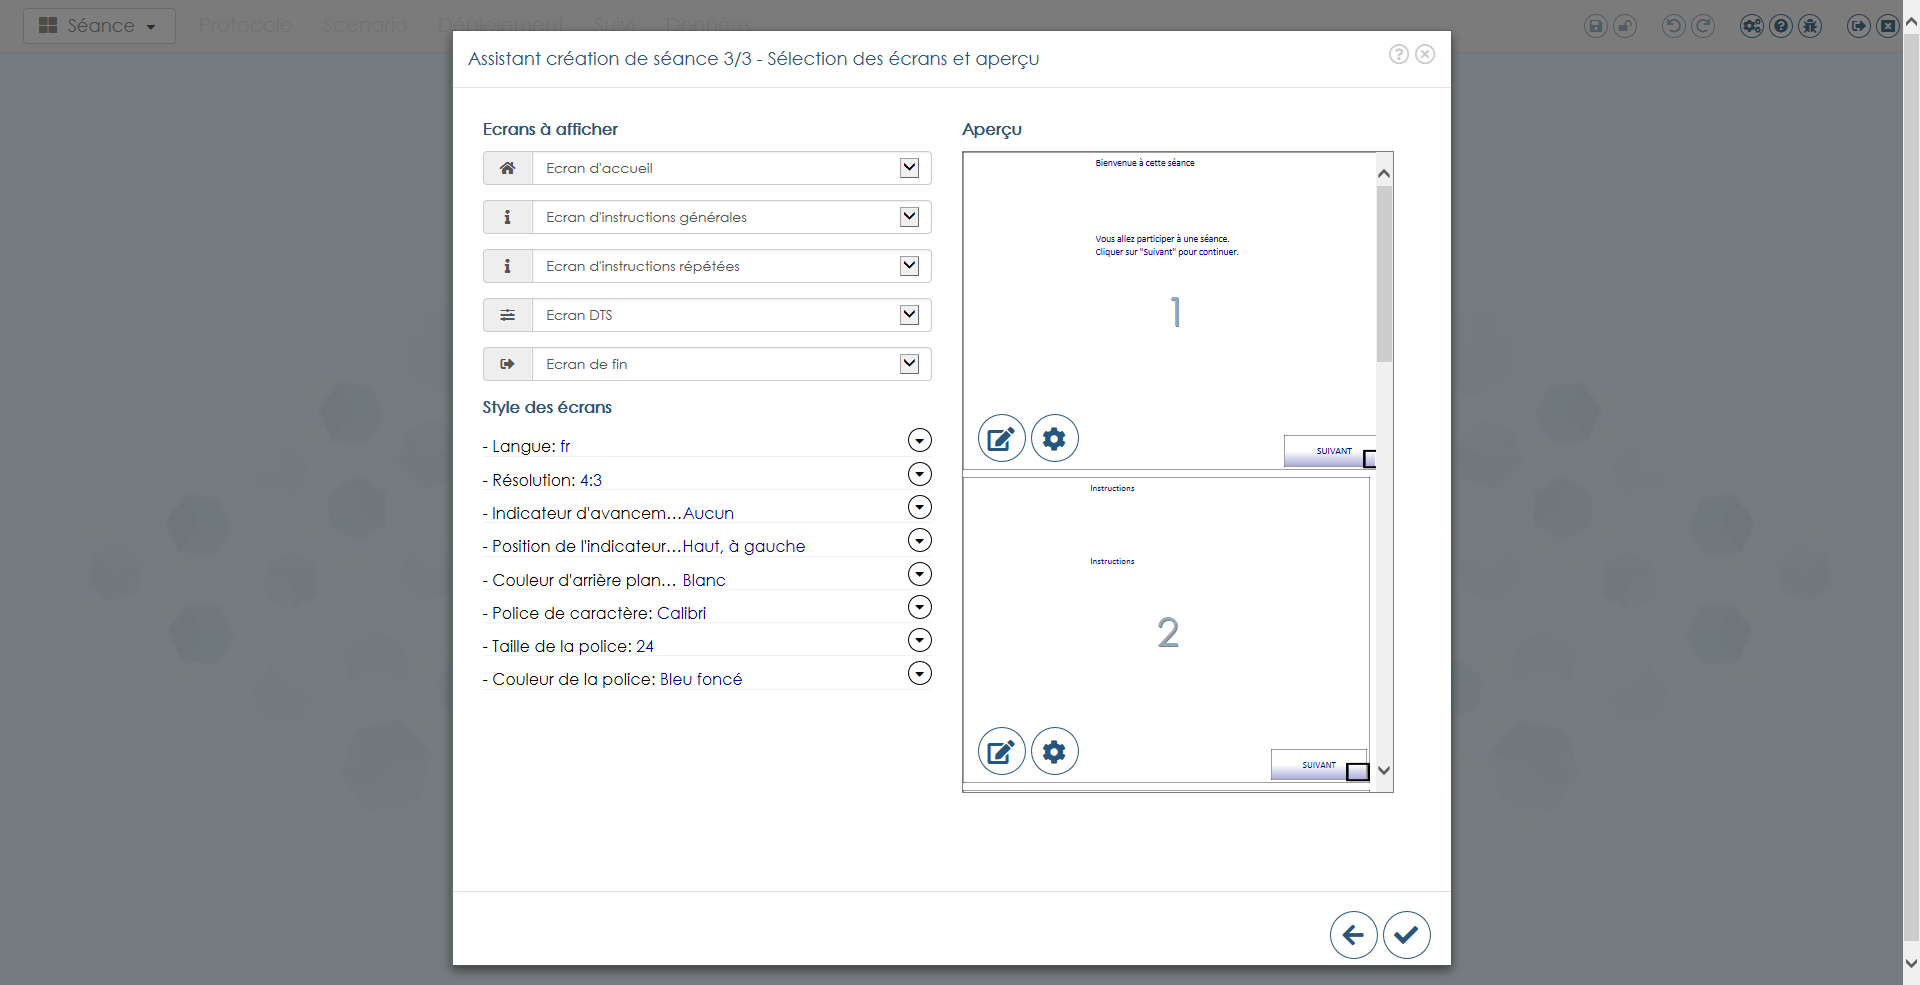 Séance
Protocole
Scenario
Déploiement
Suivi
Données
Assistant création de séance 3/3 - Sélection des écrans et aperçu
Ecrans à afficher
Ecran d'accueil
Ecran d'instructions générales
Ecran d'instructions répétées
Ecran DTS
Ecran de fin
Style des écrans
- Langue: fr
- Résolution: 4:3
- Indicateur d'avancem...Aucun
- Position de l'indicateur...Haut, à gauche
- Couleur d'arrière plan... Blanc
- Police de caractère: Calibri
- Taille de la police: 24
- Couleur de la police: Bleu foncé
Aperçu
Bienvenue à cette séance
Vous allez participer à une séance.
Cliquer sur "Suivant" pour continuer.
1
SUIVANT
Instructions
Instructions
2
SUIVANT